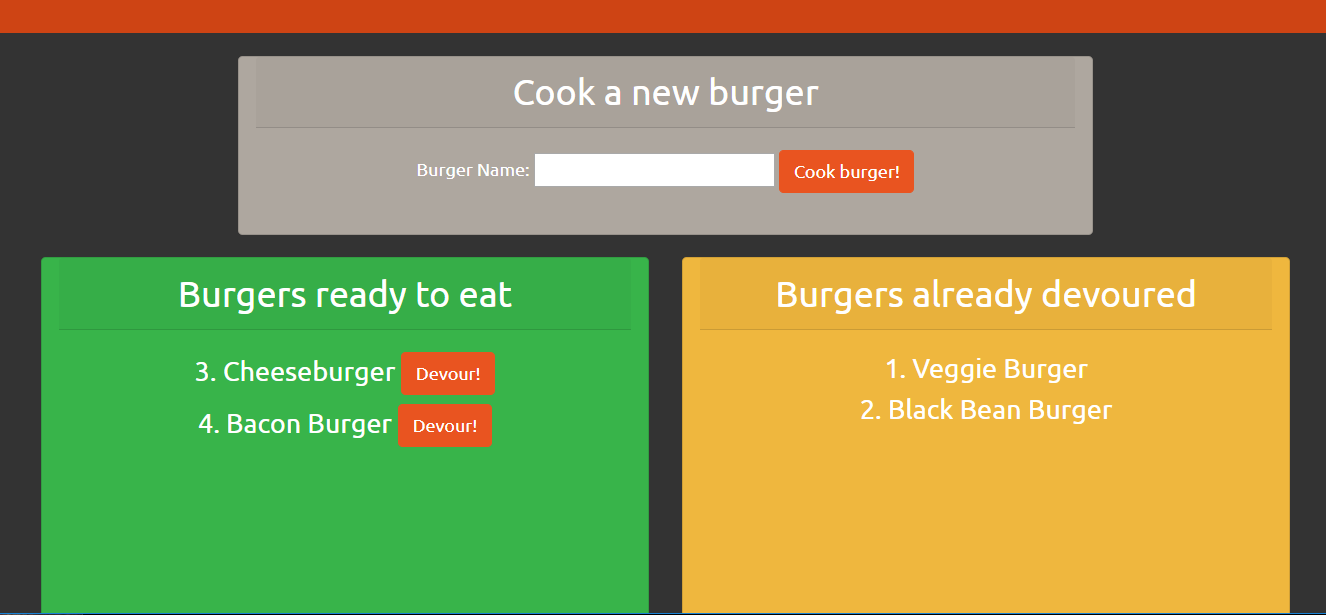 Cook a new burger
Burger Name:
Cook burger!
Burgers ready to eat
3. Cheeseburger Devour!
4. Bacon Burger Devour!
Burgers already devoured
1. Veggie Burger
2. Black Bean Burger